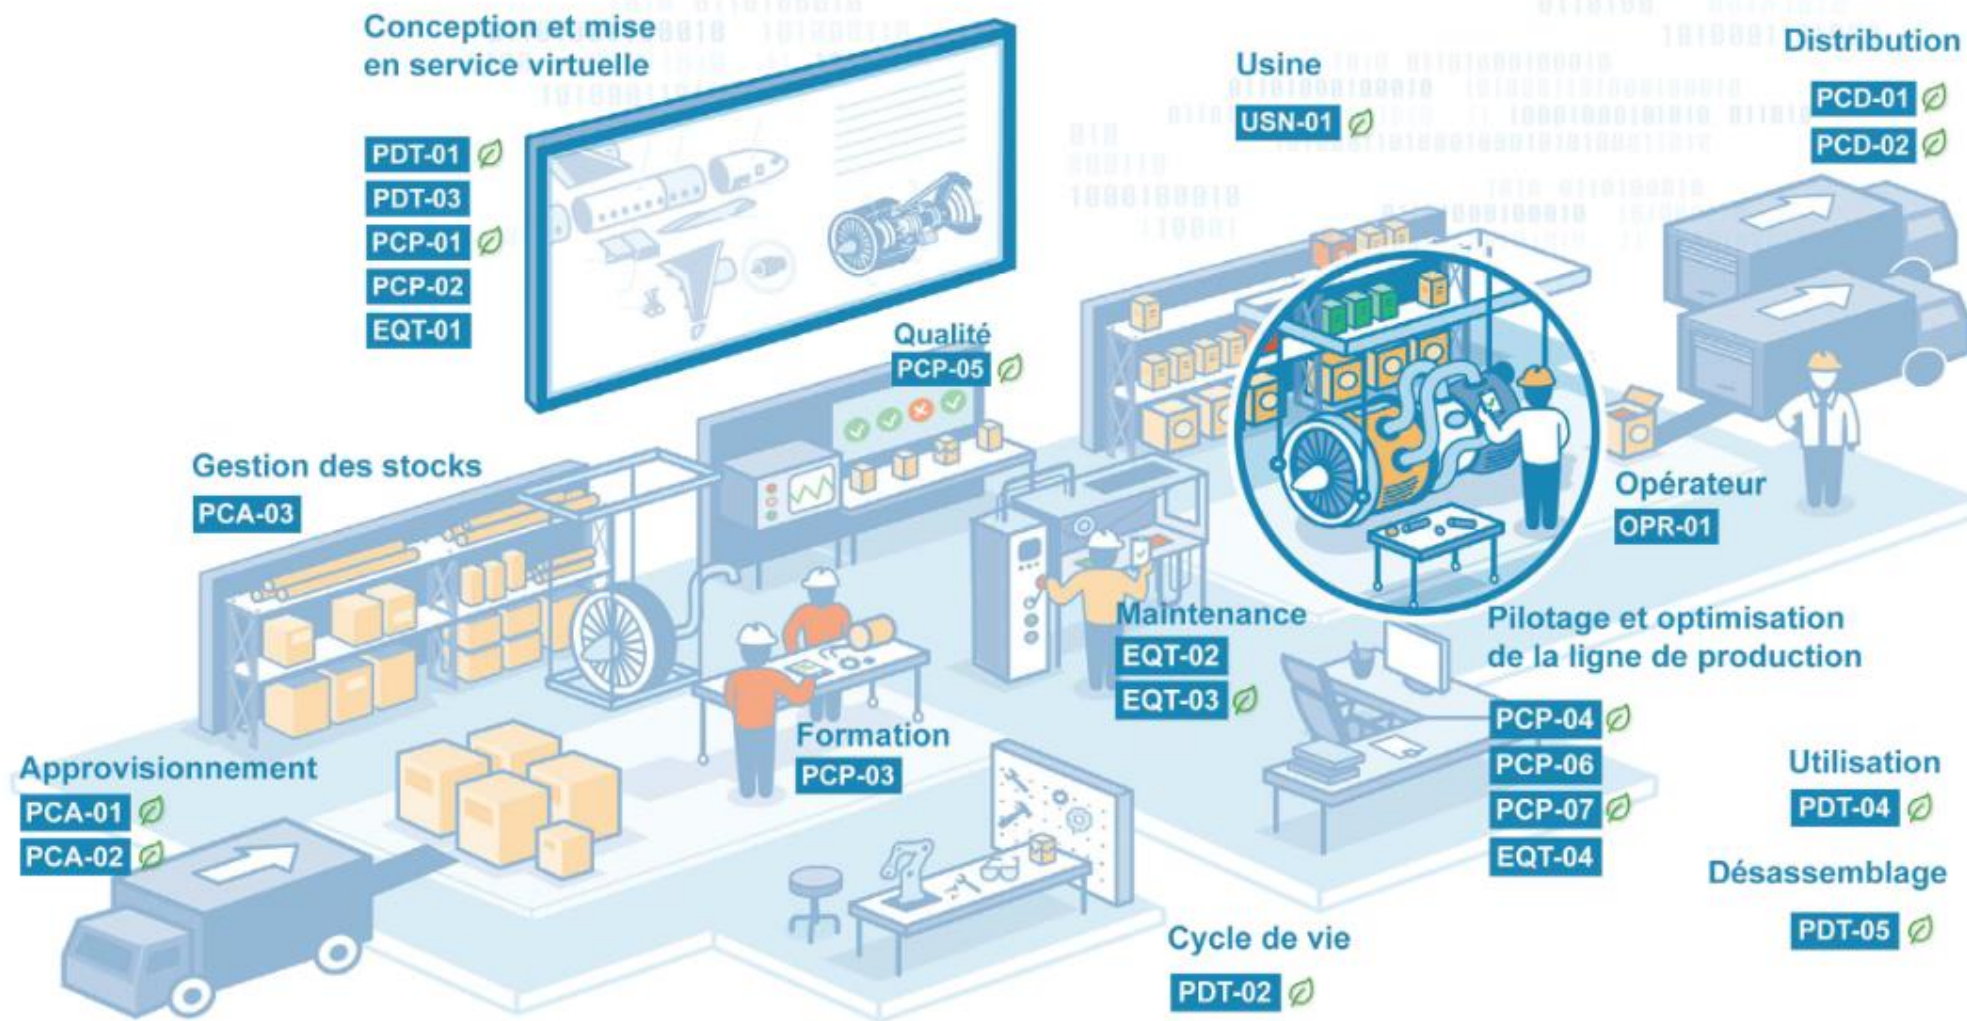 Conception et mise
en service virtuelle
PDT-01
PDT-03
PCP-01
PCP-02
EQT-01
Usine
USN-01
Distribution
PCD-01
PCD-02
Qualité
PCP-05
Gestion des stocks
PCA-03
Opérateur
OPR-01
Maintenance
EQT-02
EQT-03
Pilotage et optimisation
de la ligne de production
PCP-04
PCP-06
PCP-07
EQT-04
Formation
PCP-03
Approvisionnement
PCA-01
PCA-02
Utilisation
PDT-04
Désassemblage
PDT-05
Cycle de vie
PDT-02